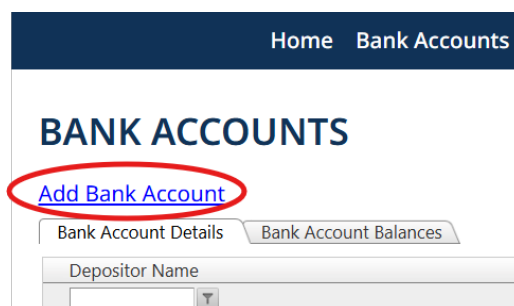 Home Bank Accounts
BANK ACCOUNTS
Add Bank Account
Bank Account Details Bank Account Balances
Depositor Name